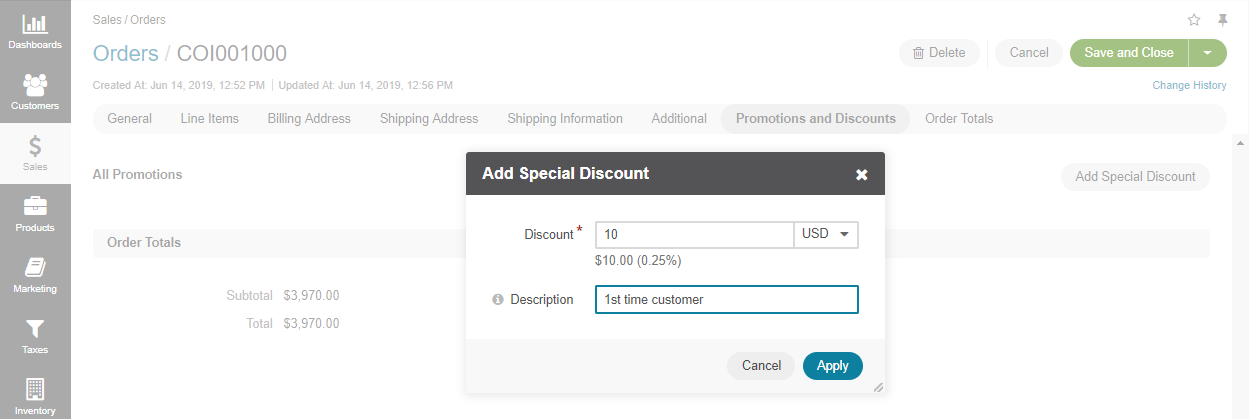 Dashboards
Customers
Sales
Products
Marketing
Taxes
Inventory
Sales / Orders
Orders / COI001000
Delete
Cancel
Save and Close
Created At: Jun 14, 2019, 12:52 PM | Updated At: Jun 14, 2019, 12:56 PM
Change History
General
Line Items
Billing Address
Shipping Address
Shipping Information
Additional
Promotions and Discounts
Order Totals
All Promotions
Add Special Discount
Order Totals
Subtotal $3,970.00
Total $3,970.00
Add Special Discount
Discount * 10 USD
$10.00 (0.25%)
Description 1st time customer
Cancel
Apply